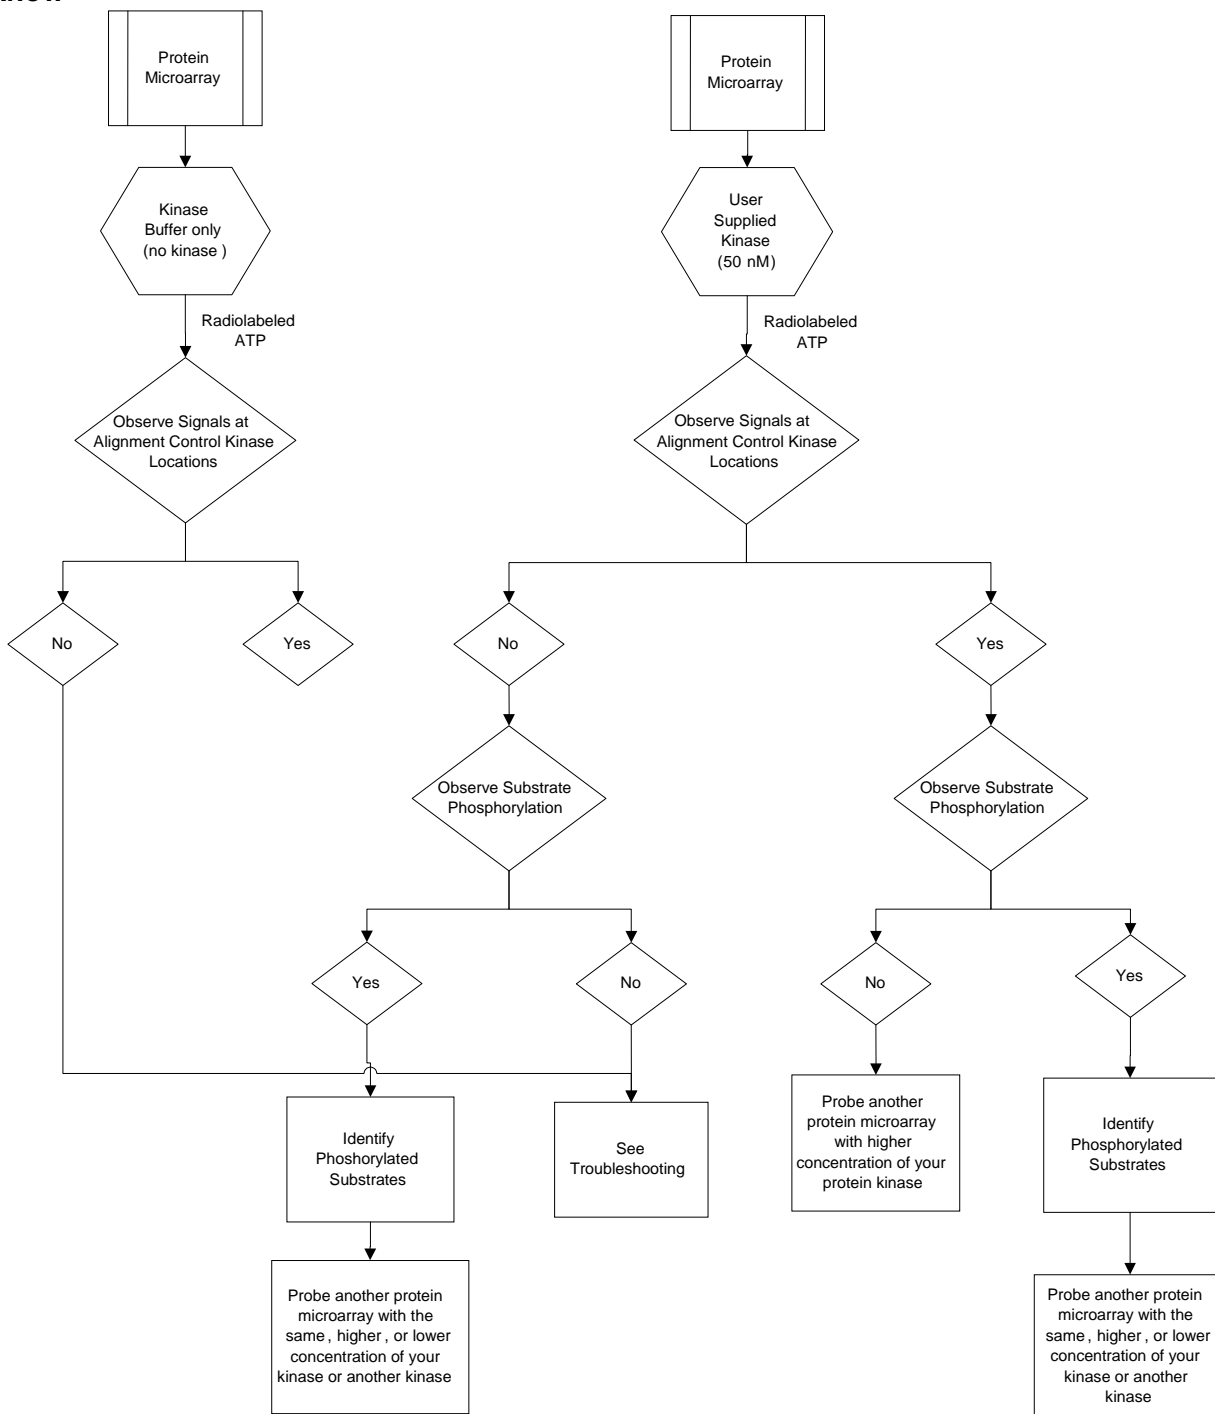 Protein
Microarray
Protein
Microarray
Kinase
Buffer only
(no kinase )
User
Supplied
Kinase
(50 nM)
Radiolabeled
ATP
Radiolabeled
ATP
Observe Signals at
Alignment Control Kinase
Locations
Observe Signals at
Alignment Control Kinase
Locations
No
Yes
No
Yes
Observe Substrate
Phosphorylation
Observe Substrate
Phosphorylation
Yes
No
No
Yes
Identify
Phoshorylated
Substrates
See
Troubleshooting
Probe another
protein microarray
with higher
concentration of your
protein kinase
Identify
Phosphorylated
Substrates
Probe another protein
microarray with the
same , higher , or lower
concentration of your
kinase or another kinase
Probe another protein
microarray with the
same , higher , or lower
concentration of your
kinase or another
kinase